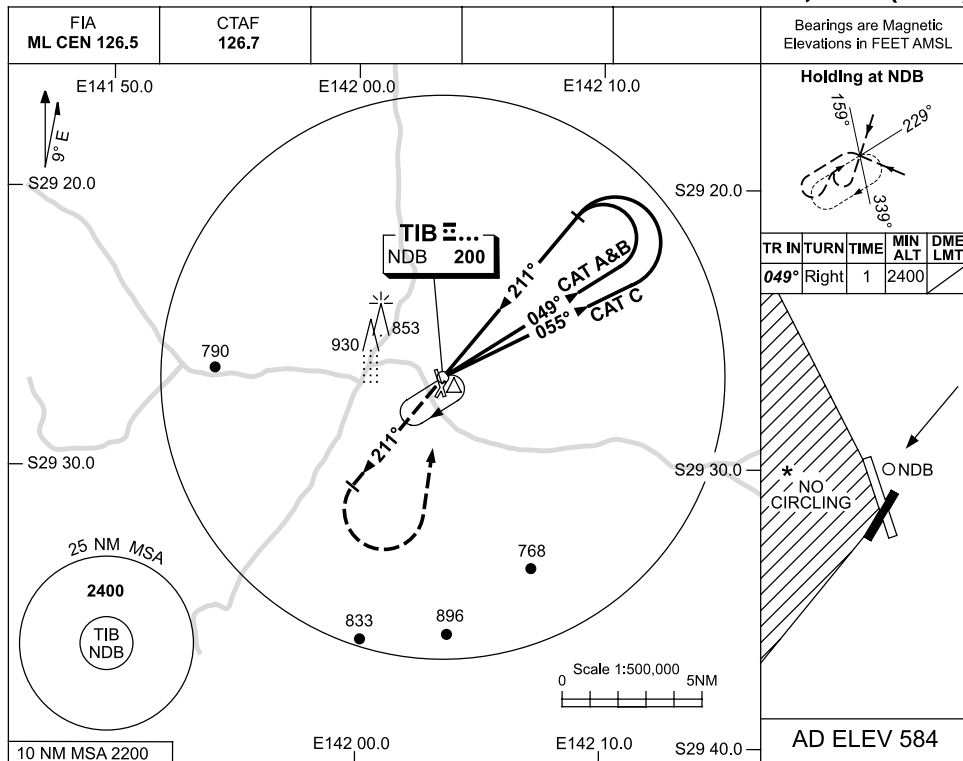 FIA
ML CEN 126.5
CTAF
126.7
Bearings are Magnetic
Elevations in FEET AMSL
E141 50.0
E142 00.0
E142 10.0
9° E
S29 20.0
S29 20.0
TIB
NDB 200
211°
049° CAT A&B
055° CAT C
853
930
790
211°
S29 30.0
S29 30.0
768
833
896
25 NM MSA
2400
TIB
NDB
Scale 1:500,000
0
5NM
10 NM MSA 2200
E142 00.0
E142 10.0
S29 40.0
Holding at NDB
159°
229°
339°
TR IN TURN TIME MIN ALT DME LMT
049° Right 1 2400
NDB
* NO
CIRCLING
AD ELEV 584